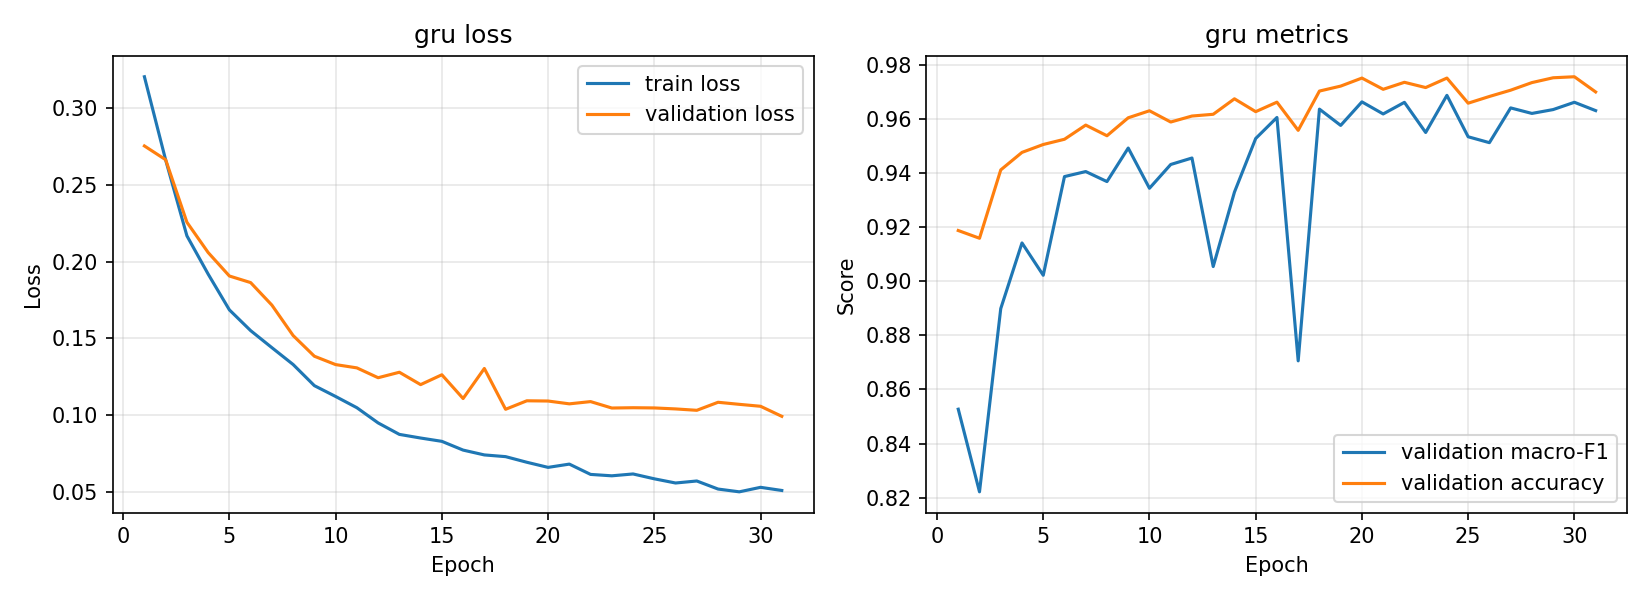 gru loss
train loss
validation loss
0.30
0.25
0.20
0.15
0.10
0.05
Loss
0
5
10
15
20
25
30
Epoch
gru metrics
0.98
0.96
0.94
0.92
0.90
0.88
0.86
0.84
0.82
Score
validation macro-F1
validation accuracy
0
5
10
15
20
25
30
Epoch